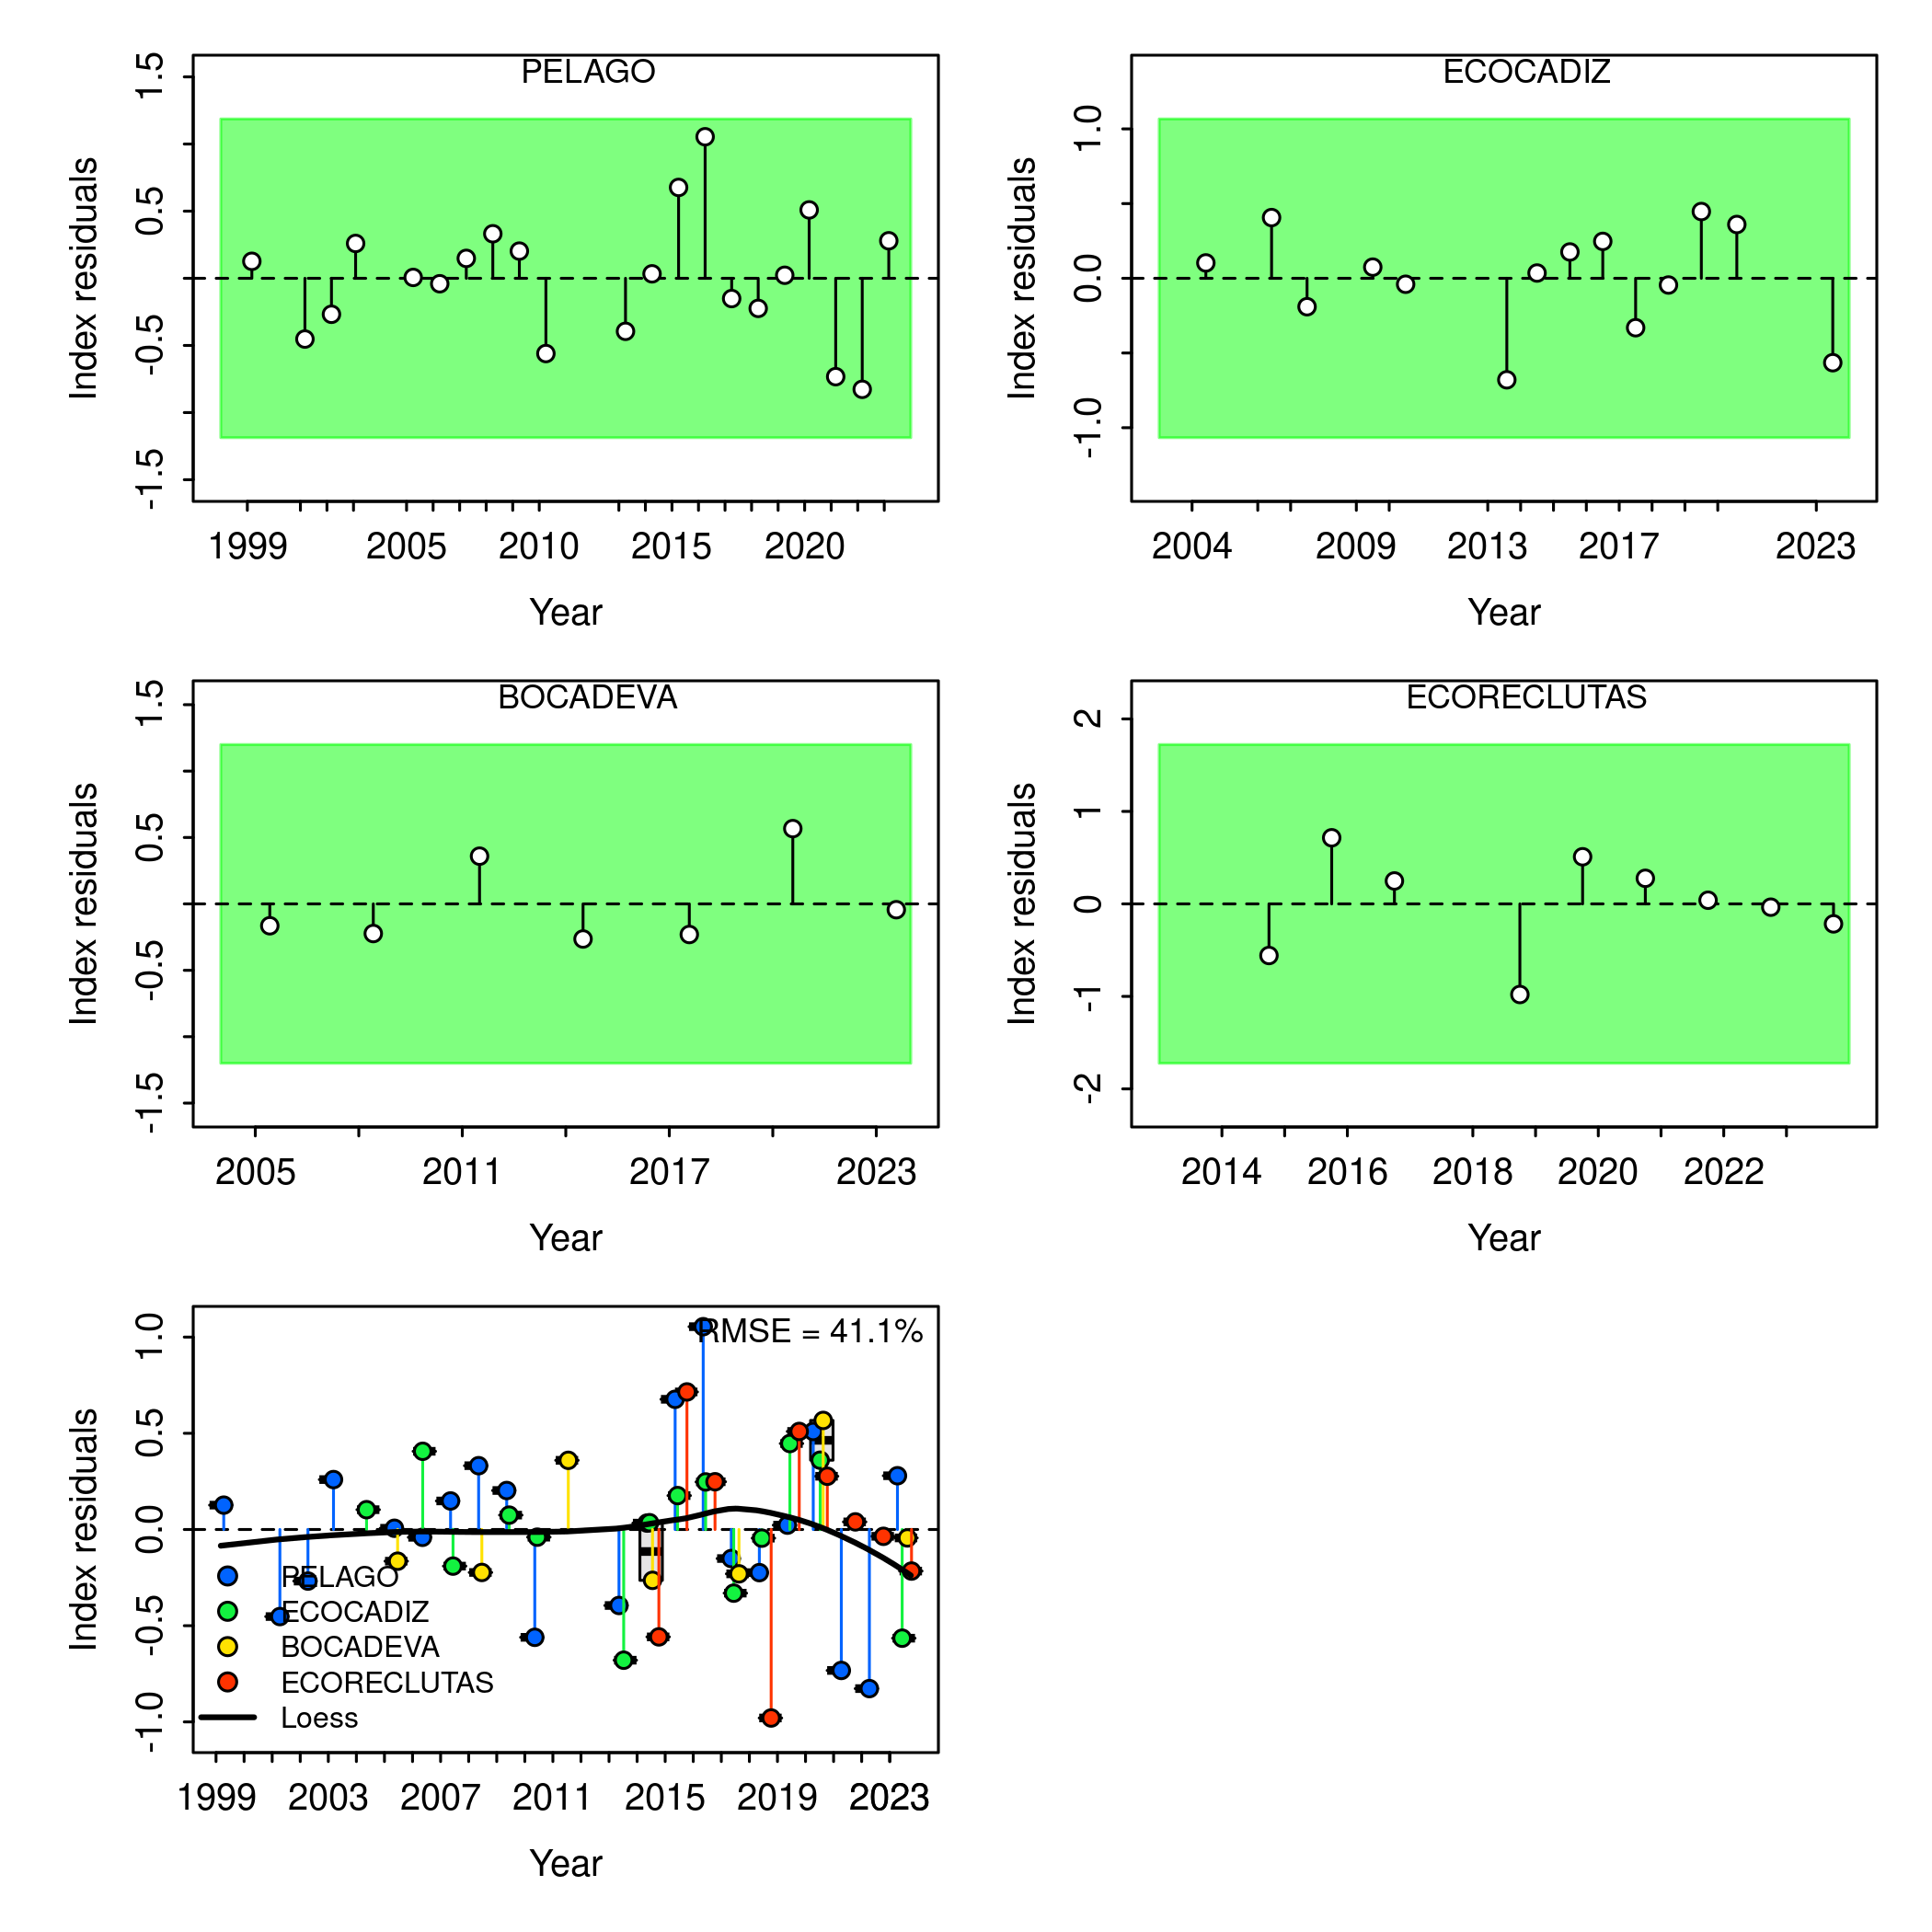 PELAGO
Index residuals
1.5
0.5
-0.5
-1.5
1999 2005 2010 2015 2020
Year
ECOCADIZ
Index residuals
1.0
0.0
-1.0
2004 2009 2013 2017 2023
Year
BOCADEVA
Index residuals
1.5
0.5
-0.5
-1.5
2005 2011 2017 2023
Year
ECORECLUTAS
Index residuals
2
1
0
-1
-2
2014 2016 2018 2020 2022
Year
RMSE = 41.1%
Index residuals
1.0
0.5
0.0
-0.5
-1.0
PELAGO
ECOCADIZ
BOCADEVA
ECORECLUTAS
Loess
1999 2003 2007 2011 2015 2019 2023
Year